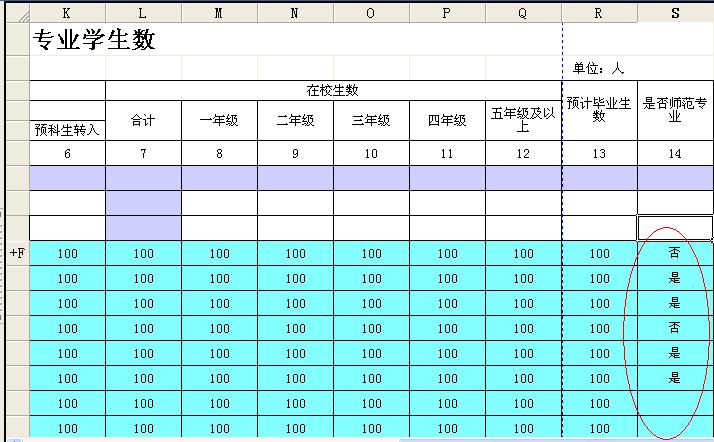 K L M N O P Q R S
专业学生数
单位：人
在校生数
预科生转入 合计 一年级 二年级 三年级 四年级 五年级及以上 预计毕业生数 是否师范专业
6 7 8 9 10 11 12 13 14
+F 100 100 100 100 100 100 100 100 否
100 100 100 100 100 100 100 100 是
100 100 100 100 100 100 100 100 是
100 100 100 100 100 100 100 100 否
100 100 100 100 100 100 100 100 是
100 100 100 100 100 100 100 100 是
100 100 100 100 100 100 100 100
100 100 100 100 100 100 100 100